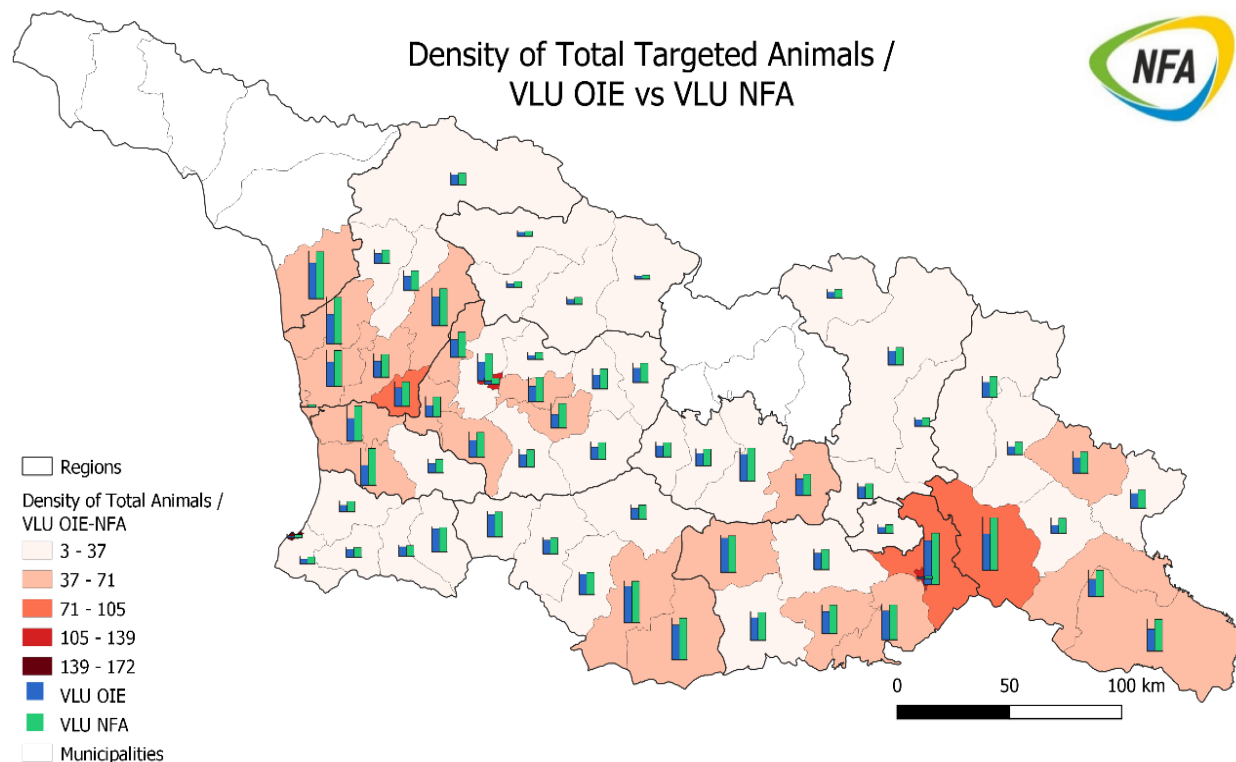 Density of Total Targeted Animals /
VLU OIE vs VLU NFA
NFA
Regions
Density of Total Animals /
VLU OIE-NFA
3 - 37
37 - 71
71 - 105
105 - 139
139 - 172
VLU OIE
VLU NFA
Municipalities
0 50 100 km